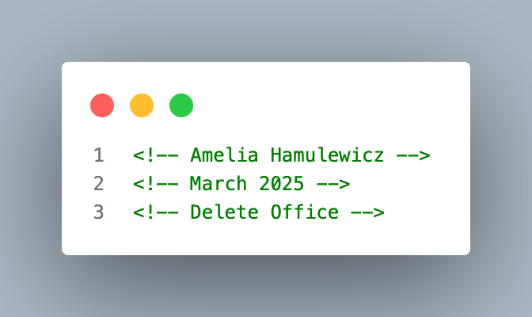 1 <!-- Amelia Hamulewicz -->
2 <!-- March 2025 -->
3 <!-- Delete Office -->